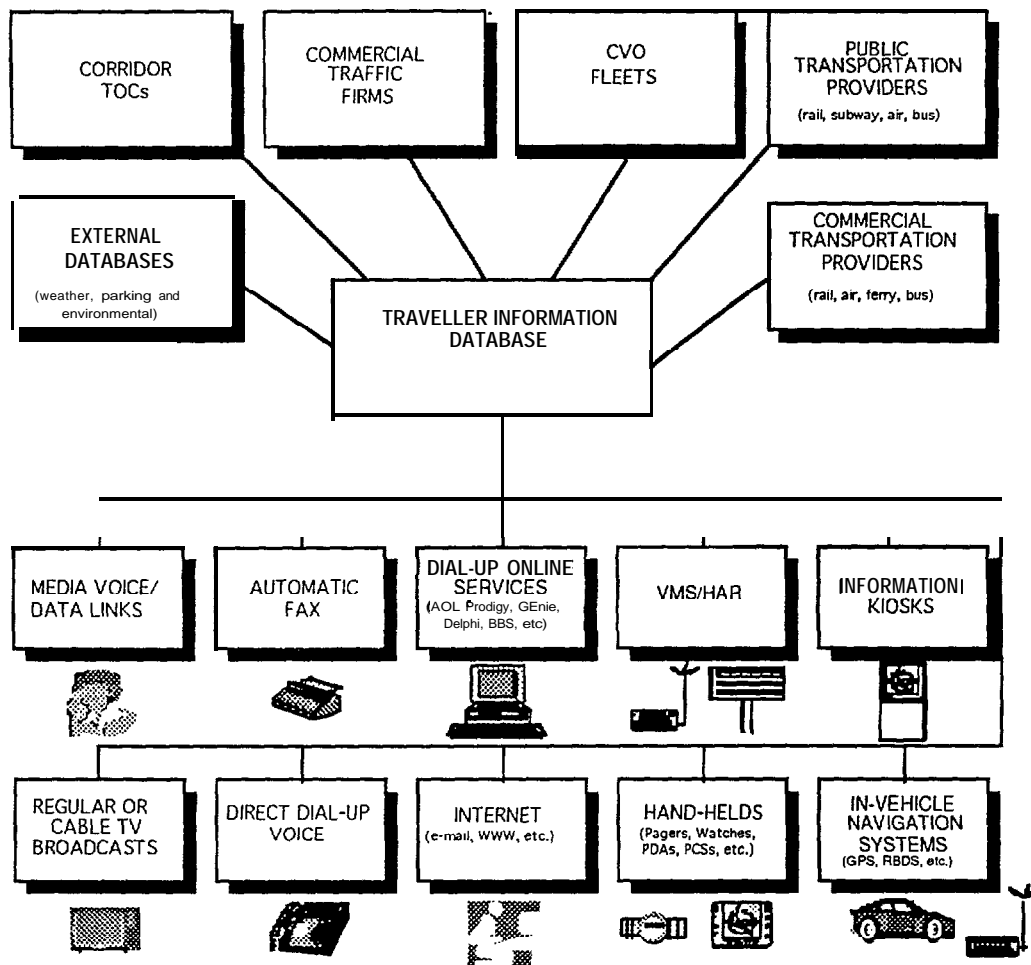 CORRIDOR
TOCs
COMMERCIAL
TRAFFIC
FIRMS
CVO
FLEETS
PUBLIC
TRANSPORTATION
PROVIDERS
(rail, subway, air, bus)
EXTERNAL
DATABASES
(weather, parking and
environmental)
TRAVELLER INFORMATION
DATABASE
COMMERCIAL
TRANSPORTATION
PROVIDERS
(rail, air, ferry, bus)
MEDIA VOICE/
DATA LINKS
AUTOMATIC
FAX
DIAL-UP ONLINE
SERVICES
(AOL Prodigy, GEnie,
Delphi, BBS, etc)
VMS/HAR
INFORMATIONI
KIOSKS
REGULAR OR
CABLE TV
BROADCASTS
DIRECT DIAL-UP
VOICE
INTERNET
(e-mail, WWW, etc.)
HAND-HELDS
(Pagers, Watches,
PDAs, PCSs, etc.)
IN-VEHICLE
NAVIGATION
SYSTEMS
(GPS, RBDS, etc.)